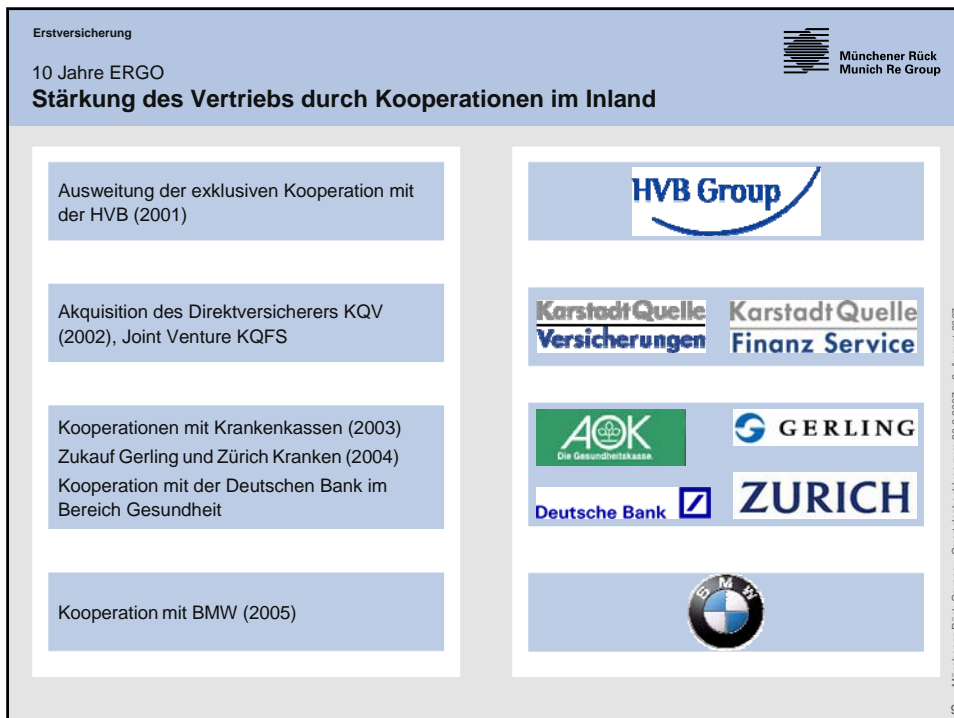 Erstversicherung
Münchener Rück
Munich Re Group
10 Jahre ERGO
Stärkung des Vertriebs durch Kooperationen im Inland
Ausweitung der exklusiven Kooperation mit
der HVB (2001)
HVB Group
Akquisition des Direktversicherers KQV
(2002), Joint Venture KQFS
KarstadtQuelle
Versicherungen
KarstadtQuelle
Finanz Service
Kooperationen mit Krankenkassen (2003)
Zukauf Gerling und Zürich Kranken (2004)
Kooperation mit der Deutschen Bank im
Bereich Gesundheit
AOK
Die Gesundheitskasse.
GERLING
Deutsche Bank
ZURICH
Kooperation mit BMW (2005)
BMW